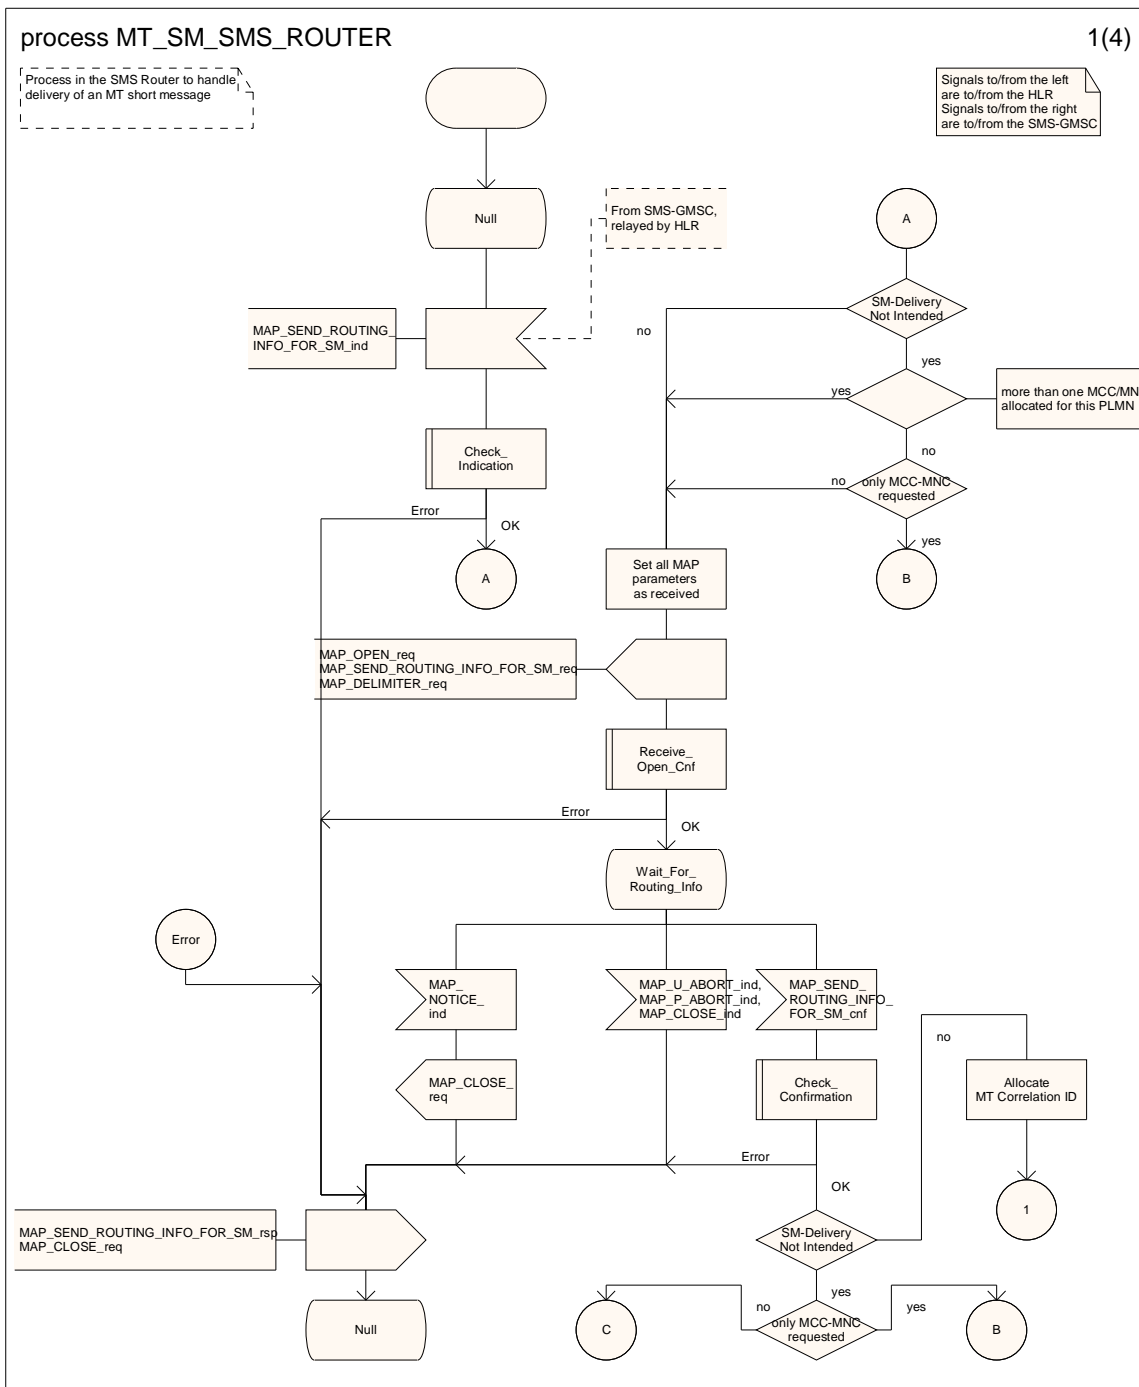 process MT_SM_SMS_ROUTER
1(4)
Process in the SMS Router to handle
delivery of an MT short message
Signals to/from the left
are to/from the HLR
Signals to/from the right
are to/from the SMS-GMSC
Null
From SMS-GMSC,
relayed by HLR
A
MAP_SEND_ROUTING_
INFO_FOR_SM_ind
SM-Delivery
Not Intended
no
yes
yes
more than one MCC/MN
allocated for this PLMN
no
Check_
Indication
only MCC-MNC
requested
no
yes
Error
OK
A
Set all MAP
parameters
as received
B
MAP_OPEN_req
MAP_SEND_ROUTING_INFO_FOR_SM_req
MAP_DELIMITER_req
Receive_
Open_Cnf
Error
OK
Wait_For_
Routing_Info
Error
MAP_
NOTICE_
ind
MAP_U_ABORT_ind,
MAP_P_ABORT_ind,
MAP_CLOSE_ind
MAP_SEND_
ROUTING_INFO_
FOR_SM_cnf
no
MAP_CLOSE_
req
Check_
Confirmation
Allocate
MT Correlation ID
Error
OK
1
MAP_SEND_ROUTING_INFO_FOR_SM_rsp
MAP_CLOSE_req
SM-Delivery
Not Intended
yes
no
yes
Null
C
only MCC-MNC
requested
B